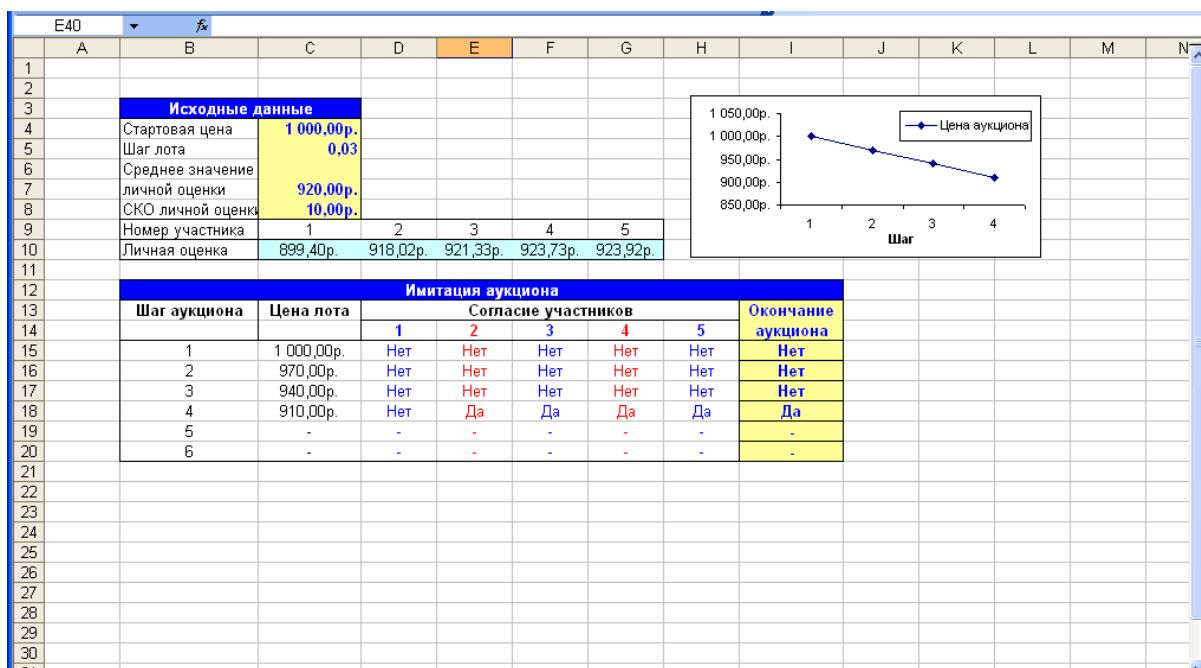 E40 fx
A B C D E F G H I J K L M N
1
2
3 Исходные данные
4 Стартовая цена 1 000,00р.
5 Шаг лота 0,03
6 Среднее значение
7 личной оценки 920,00р.
8 СКО личной оценки 10,00р.
9 Номер участника 1 2 3 4 5
10 Личная оценка 899,40р. 918,02р. 921,33р. 923,73р. 923,92р.
1 050,00р.
1 000,00р.
950,00р.
900,00р.
850,00р.
Цена аукциона
1 2 3 4
Шаг
11
12 Имитация аукциона
13 Шаг аукциона Цена лота Согласие участников Окончание
14 1 2 3 4 5 аукциона
15 1 1 000,00р. Нет Нет Нет Нет Нет Нет
16 2 970,00р. Нет Нет Нет Нет Нет Нет
17 3 940,00р. Нет Нет Нет Нет Нет Нет
18 4 910,00р. Нет Да Да Да Да Да
19 5 - - - - - - -
20 6 - - - - - - -
21
22
23
24
25
26
27
28
29
30